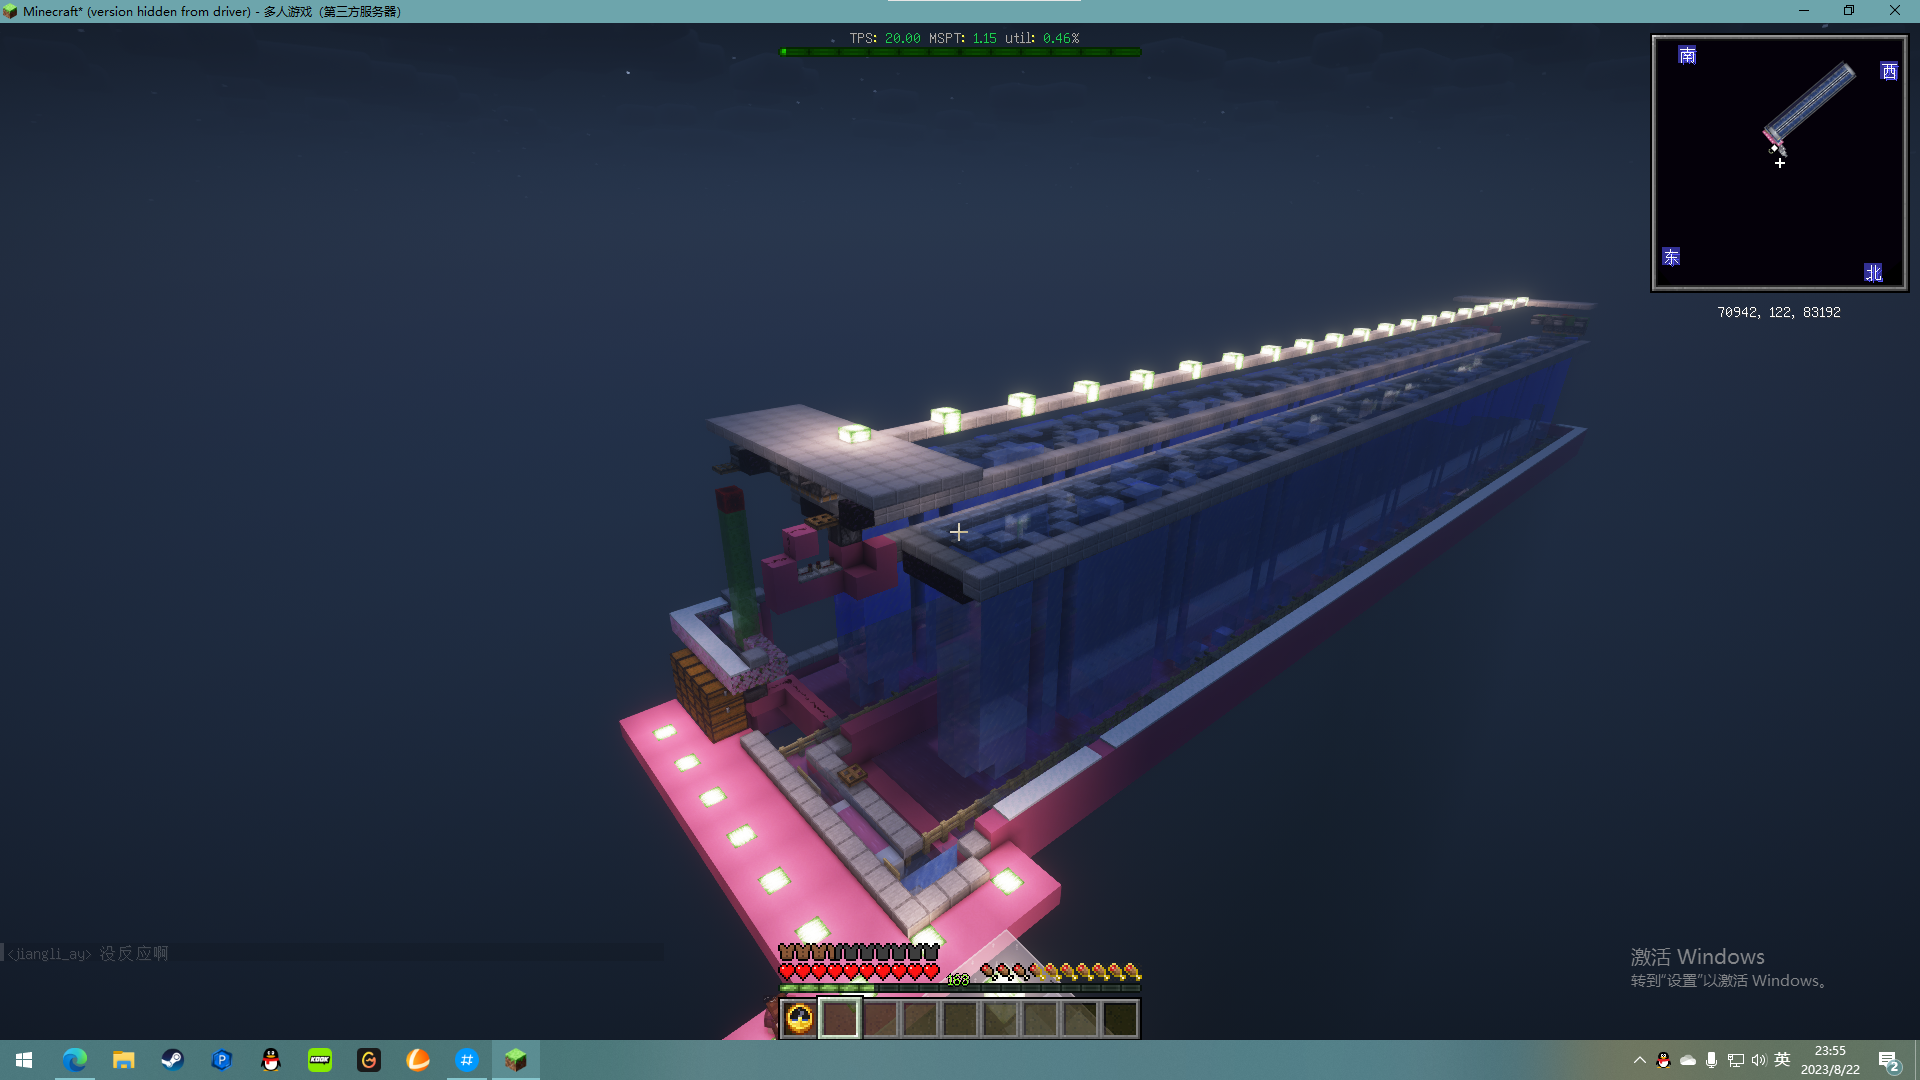 Minecraft* (version hidden from driver) - 多人游戏（第三方服务器）
TPS: 20.00 MSPT: 1.15 util: 0.46%
南
西
东
北
70942, 122, 83192
<jiangli_ay> 没反应啊
168
激活 Windows
转到“设置”以激活 Windows。
KOOK
英
23:55
2023/8/22
2